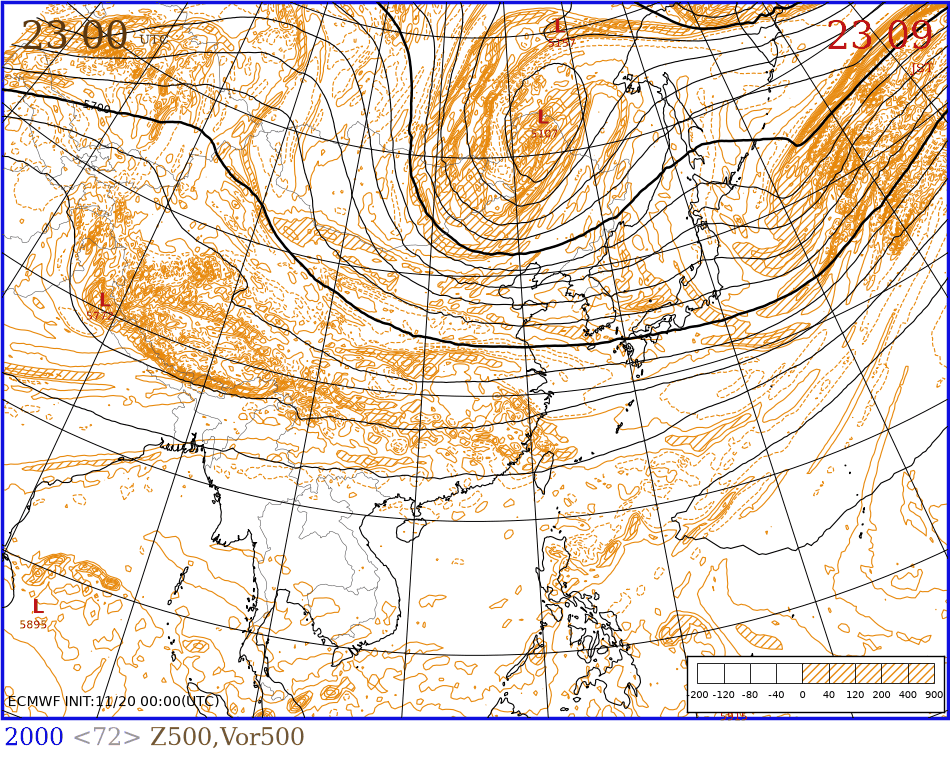 23 00 UTC
L
5157
23 09
JST
5700
L
5107
L
5772
L
5895
ECMWF INIT:11/20 00:00(UTC)
-200 -120 -80 -40 0 40 120 200 400 900
2000 <72> Z500,Vor500